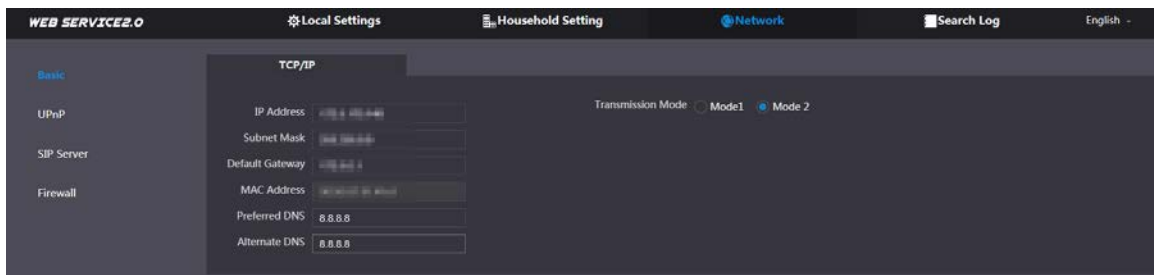 WEB SERVICE2.0 Local Settings Household Setting Network Search Log English
Basic
UPnP
SIP Server
Firewall
TCP/IP
IP Address
Subnet Mask
Default Gateway
MAC Address
Preferred DNS 8.8.8.8
Alternate DNS 8.8.8.8
Transmission Mode Mode1 Mode 2